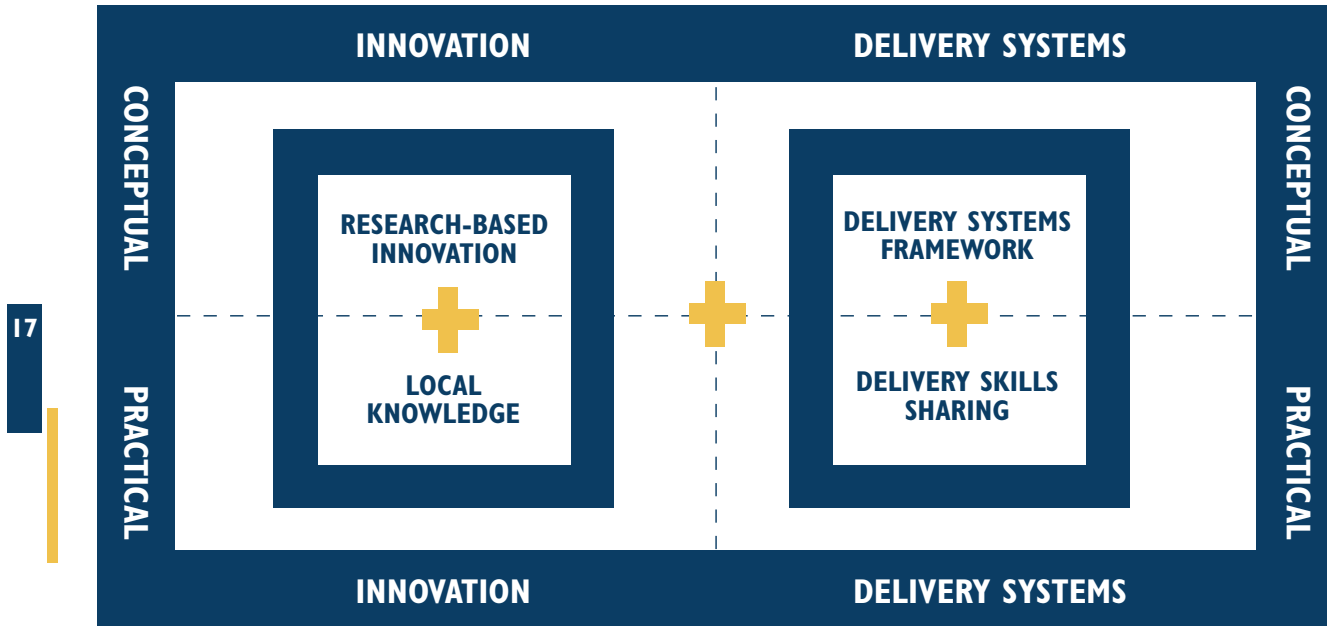 INNOVATION
DELIVERY SYSTEMS
CONCEPTUAL
CONCEPTUAL
RESEARCH-BASED
INNOVATION
DELIVERY SYSTEMS
FRAMEWORK
17
LOCAL
KNOWLEDGE
DELIVERY SKILLS
SHARING
PRACTICAL
PRACTICAL
INNOVATION
DELIVERY SYSTEMS